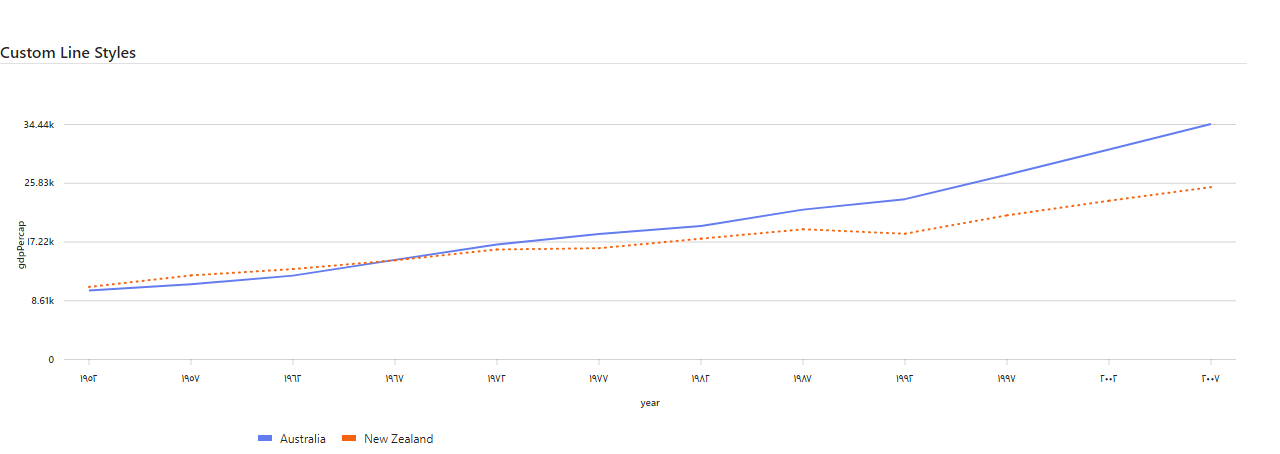 Custom Line Styles
34.44k
25.83k
17.22k
8.61k
0
gdpPercap
١٩٥٢ ١٩٥٧ ١٩٦٢ ١٩٦٧ ١٩٧٢ ١٩٧٧ ١٩٨٢ ١٩٨٧ ١٩٩٢ ١٩٩٧ ٢٠٠٢ ٢٠٠٧
year
Australia New Zealand